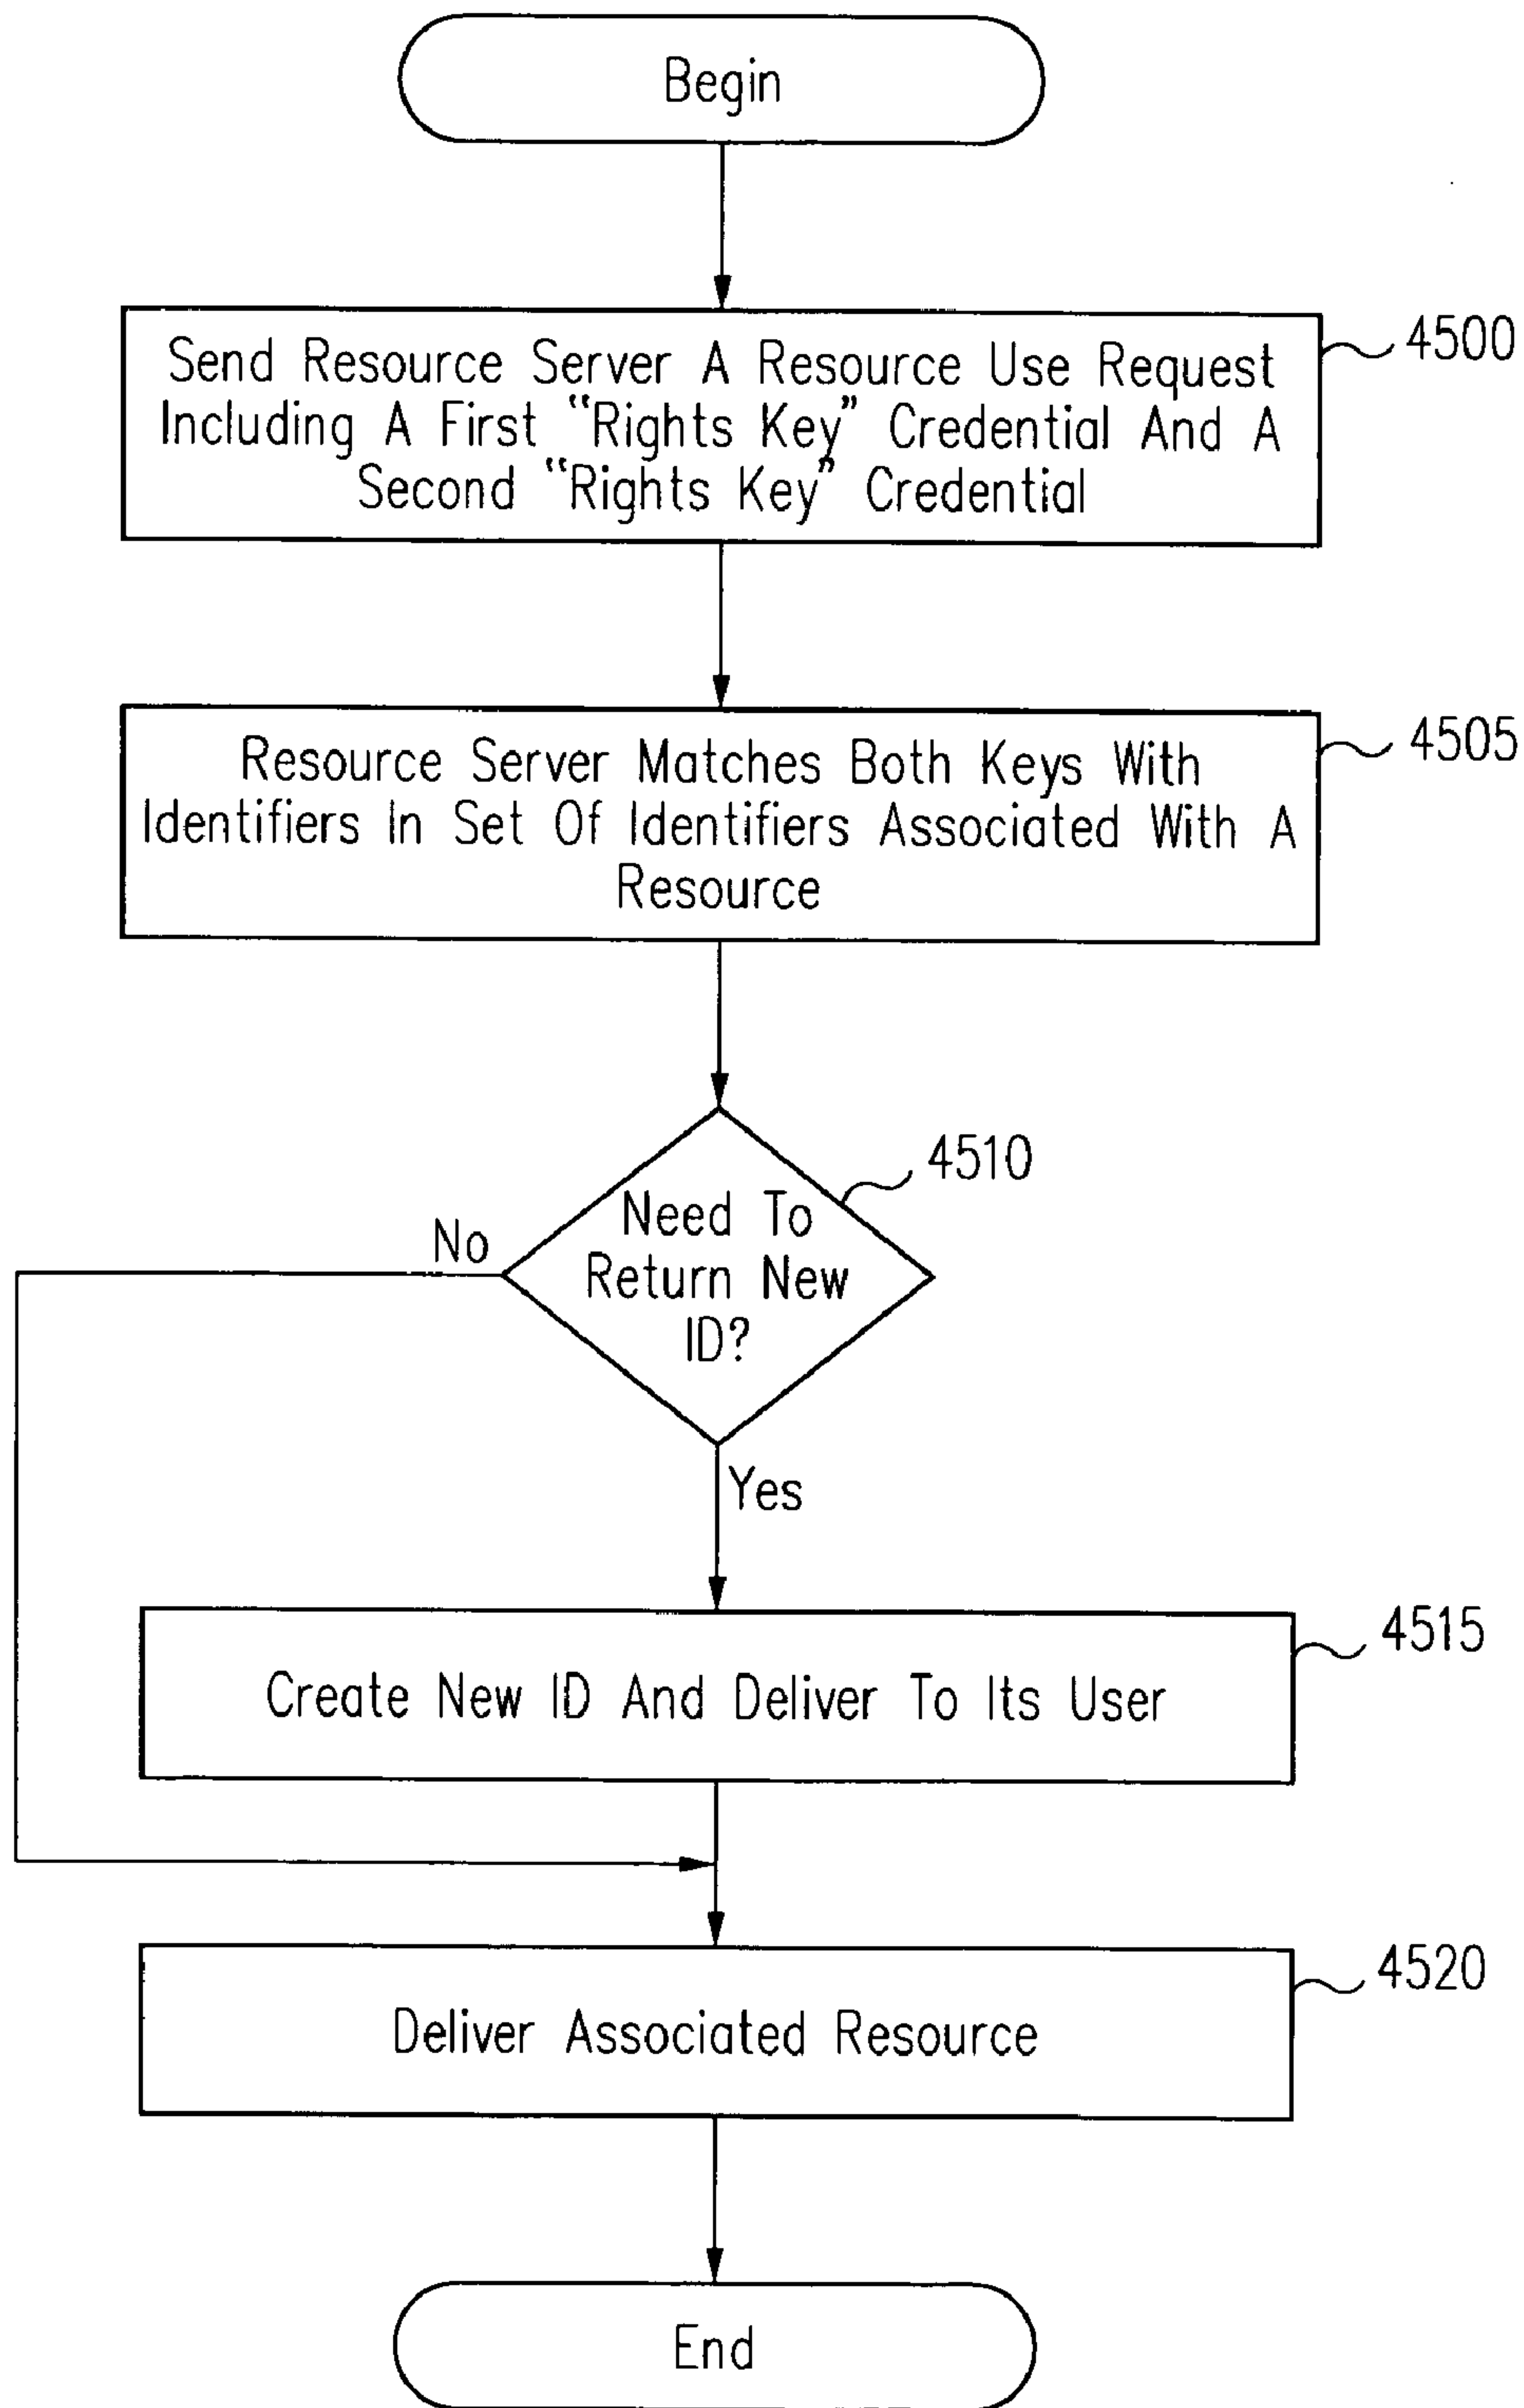 Begin
Send Resource Server A Resource Use Request
Including A First "Rights Key" Credential And A
Second "Rights Key" Credential
4500
Resource Server Matches Both Keys With
Identifiers In Set Of Identifiers Associated With A
Resource
4505
Need To
Return New
ID?
4510
No
Yes
Create New ID And Deliver To Its User
4515
Deliver Associated Resource
4520
End